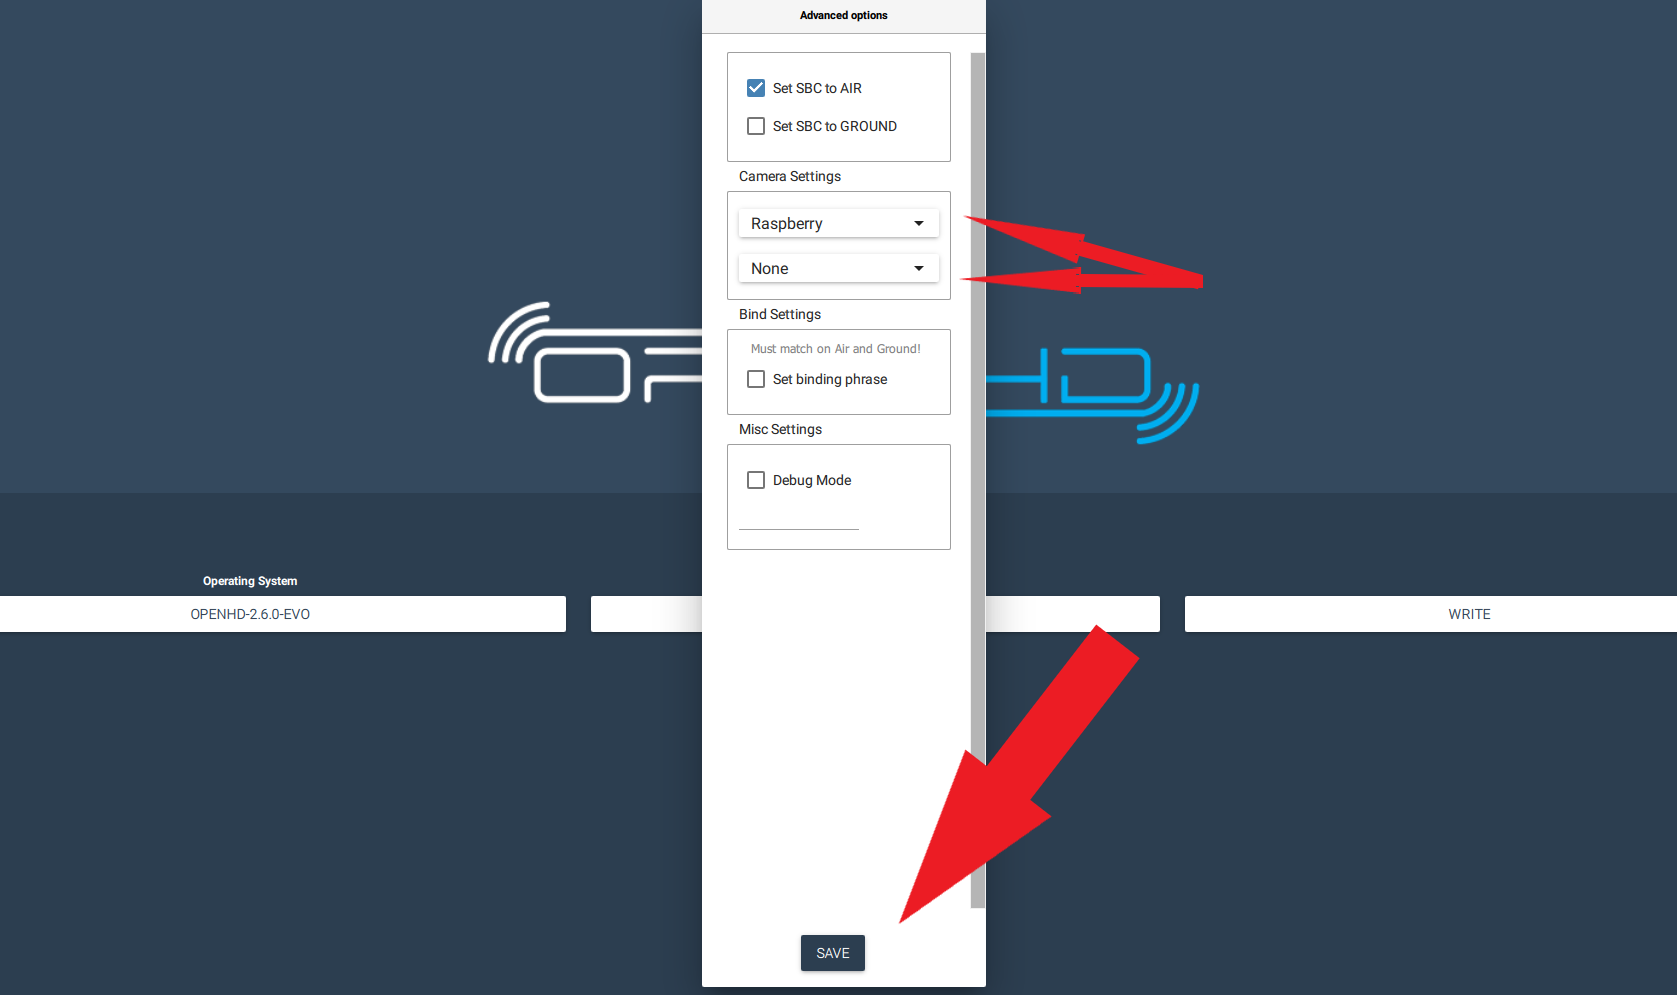 Advanced options
Set SBC to AIR
Set SBC to GROUND
Camera Settings
Raspberry
None
Bind Settings
Must match on Air and Ground!
Set binding phrase
Misc Settings
Debug Mode
Operating System
OPENHD-2.6.0-EVO
WRITE
SAVE